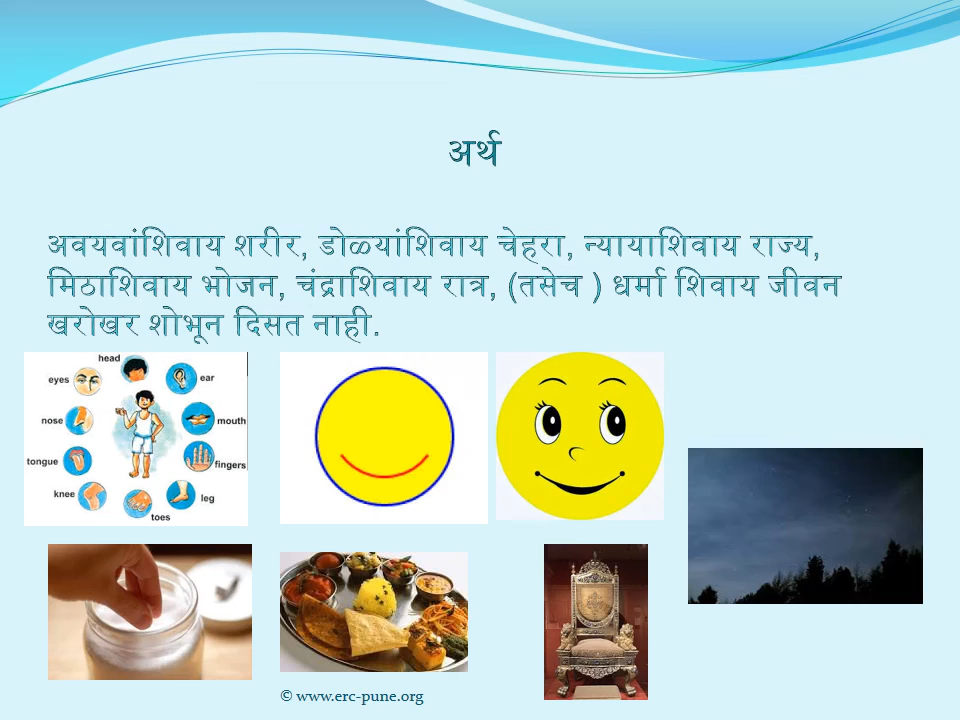 अर्थ
अवयवांशिवाय शरीर, डोळ्यांशिवाय चेहरा, न्यायाशिवाय राज्य,
मिठाशिवाय भोजन, चंद्राशिवाय रात्र, (तसेच ) धर्मा शिवाय जीवन
खरोखर शोभून दिसत नाही.
head
eyes
ear
nose
mouth
tongue
fingers
knee
leg
toes
© www.erc-pune.org